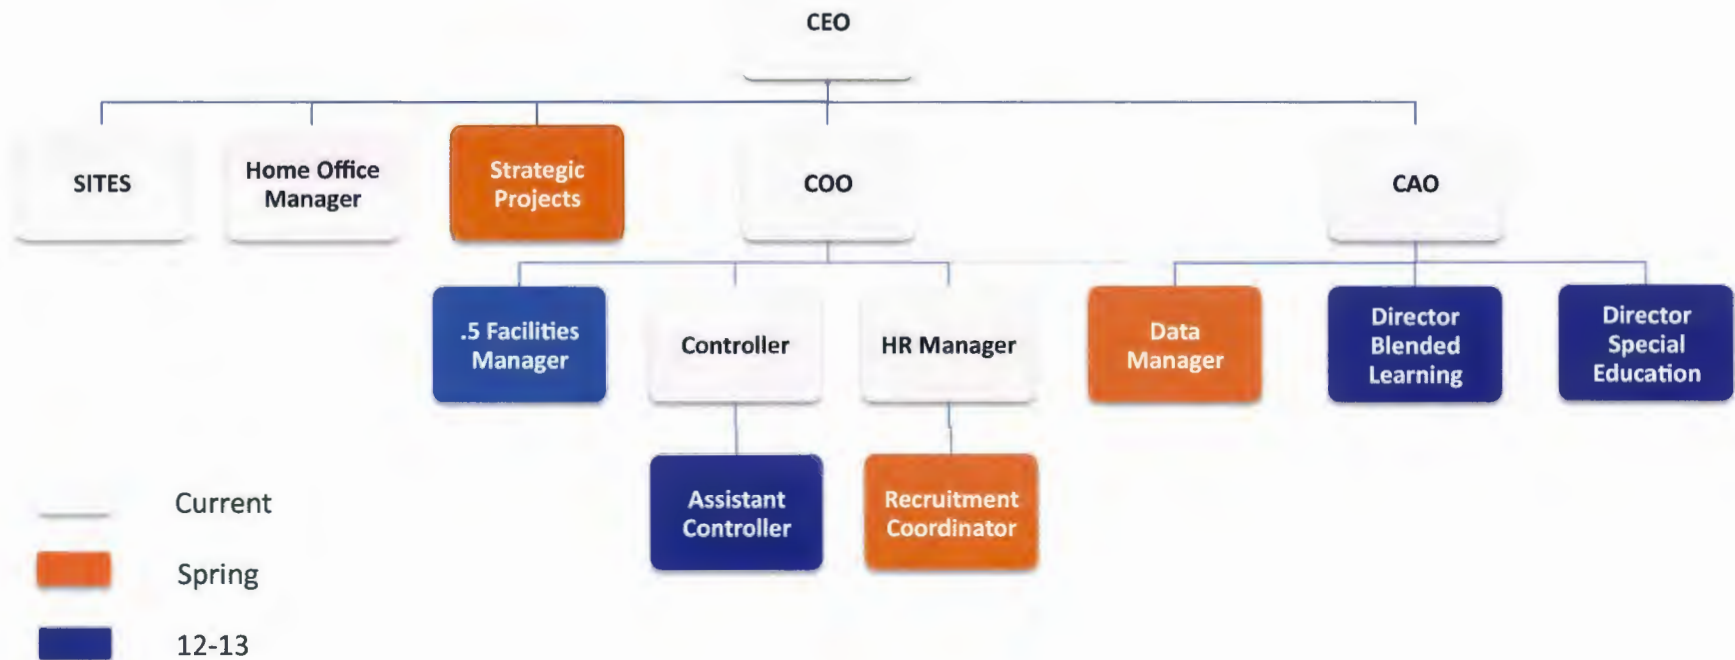 CEO
SITES
Home Office
Manager
Strategic
Projects
COO
CAO
.5 Facilities
Manager
Controller
HR Manager
Data
Manager
Director
Blended
Learning
Director
Special
Education
Assistant
Controller
Recruitment
Coordinator
Current
Spring
12-13